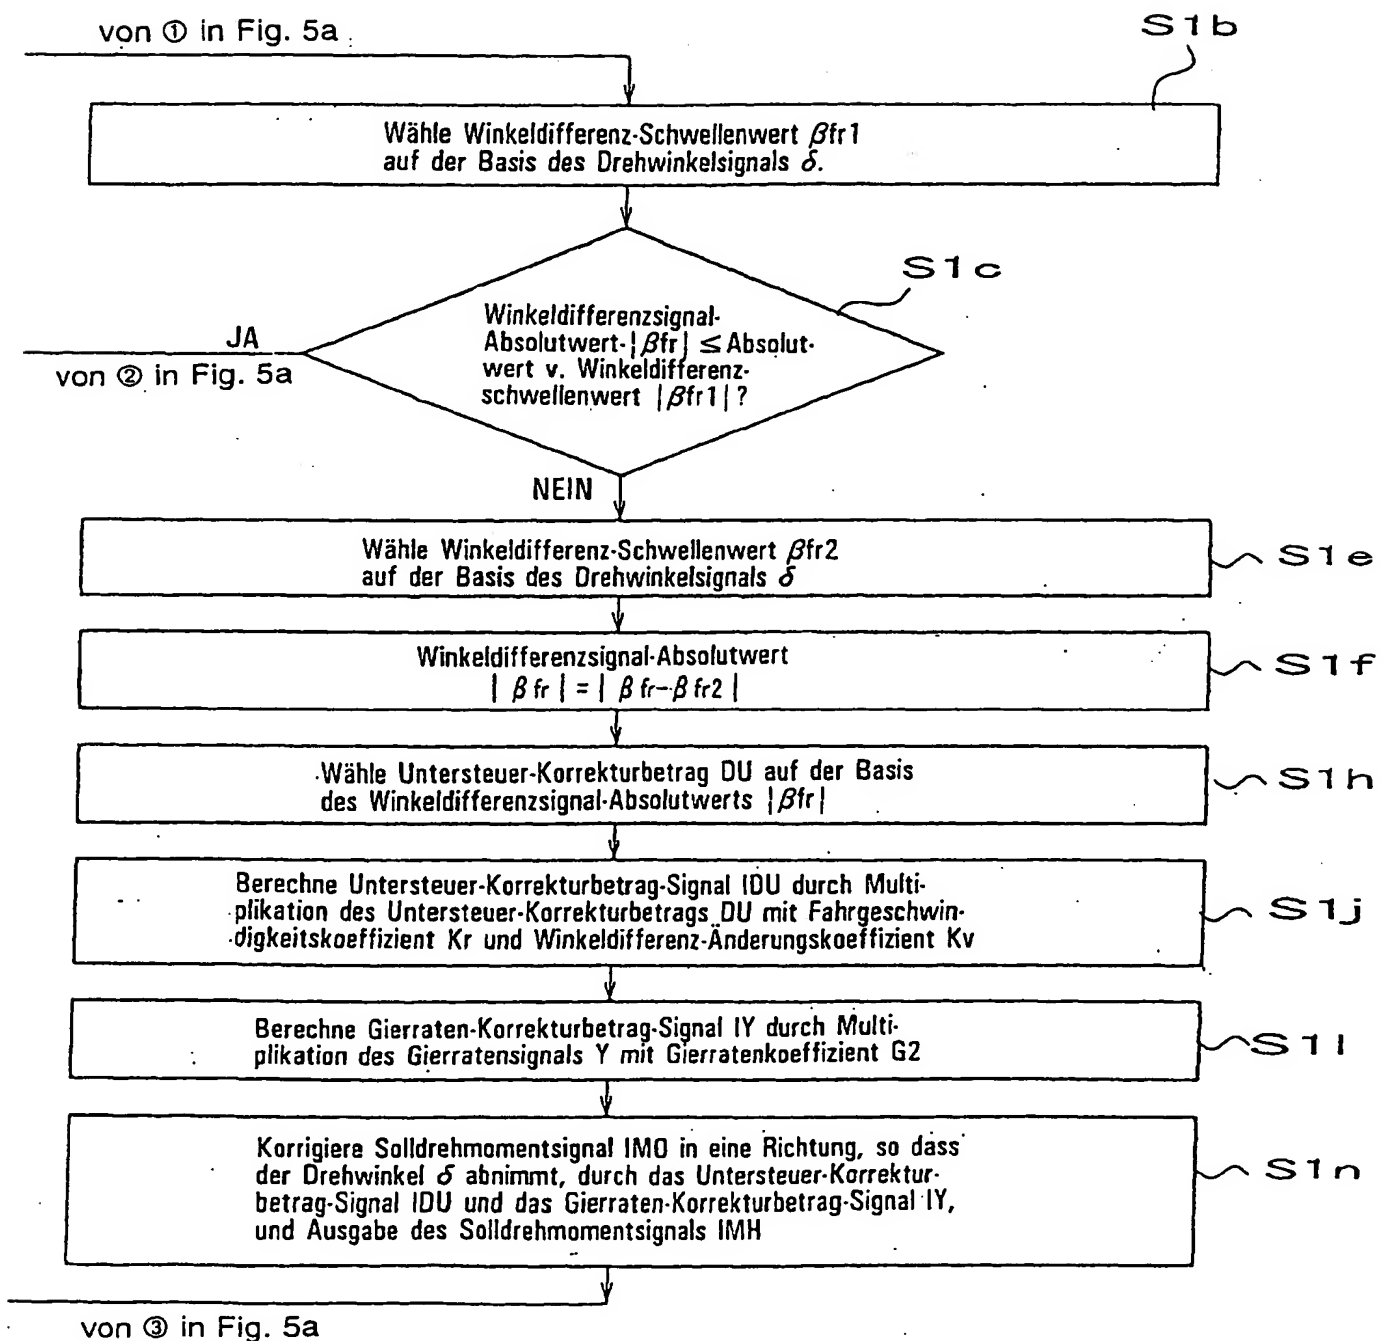 von ① in Fig. 5a
S1b
Wähle Winkeldifferenz-Schwellenwert βfr1
auf der Basis des Drehwinkelsignals δ.
S1c
Winkeldifferenzsignal-
Absolutwert-|βfr| ≤ Absolut-
wert v. Winkeldifferenz-
schwellenwert |βfr1| ?
JA
von ② in Fig. 5a
NEIN
Wähle Winkeldifferenz-Schwellenwert βfr2
auf der Basis des Drehwinkelsignals δ
S1e
Winkeldifferenzsignal-Absolutwert
| β fr | = | β fr-β fr2 |
S1f
Wähle Untersteuer-Korrekturbetrag DU auf der Basis
des Winkeldifferenzsignal-Absolutwerts |βfr|
S1h
Berechne Untersteuer-Korrekturbetrag-Signal IDU durch Multi-
plikation des Untersteuer-Korrekturbetrags DU mit Fahrgeschwin-
digkeitskoeffizient Kr und Winkeldifferenz-Änderungskoeffizient Kv
S1j
Berechne Gierraten-Korrekturbetrag-Signal IY durch Multi-
plikation des Gierratensignals Y mit Gierratenkoeffizient G2
S1l
Korrigiere Solldrehmomentsignal IMO in eine Richtung, so dass
der Drehwinkel δ abnimmt, durch das Untersteuer-Korrektur-
betrag-Signal IDU und das Gierraten-Korrekturbetrag-Signal IY,
und Ausgabe des Solldrehmomentsignals IMH
S1n
von ③ in Fig. 5a